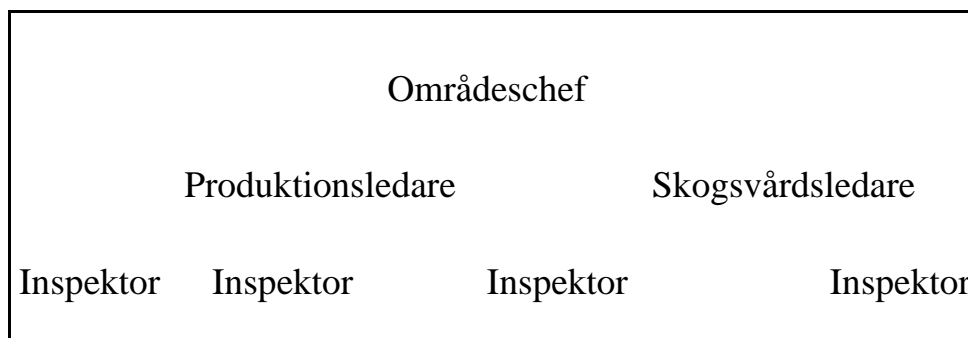 Områdeschef
Produktionsledare Skogsvårdsledare
Inspektor Inspektor Inspektor Inspektor